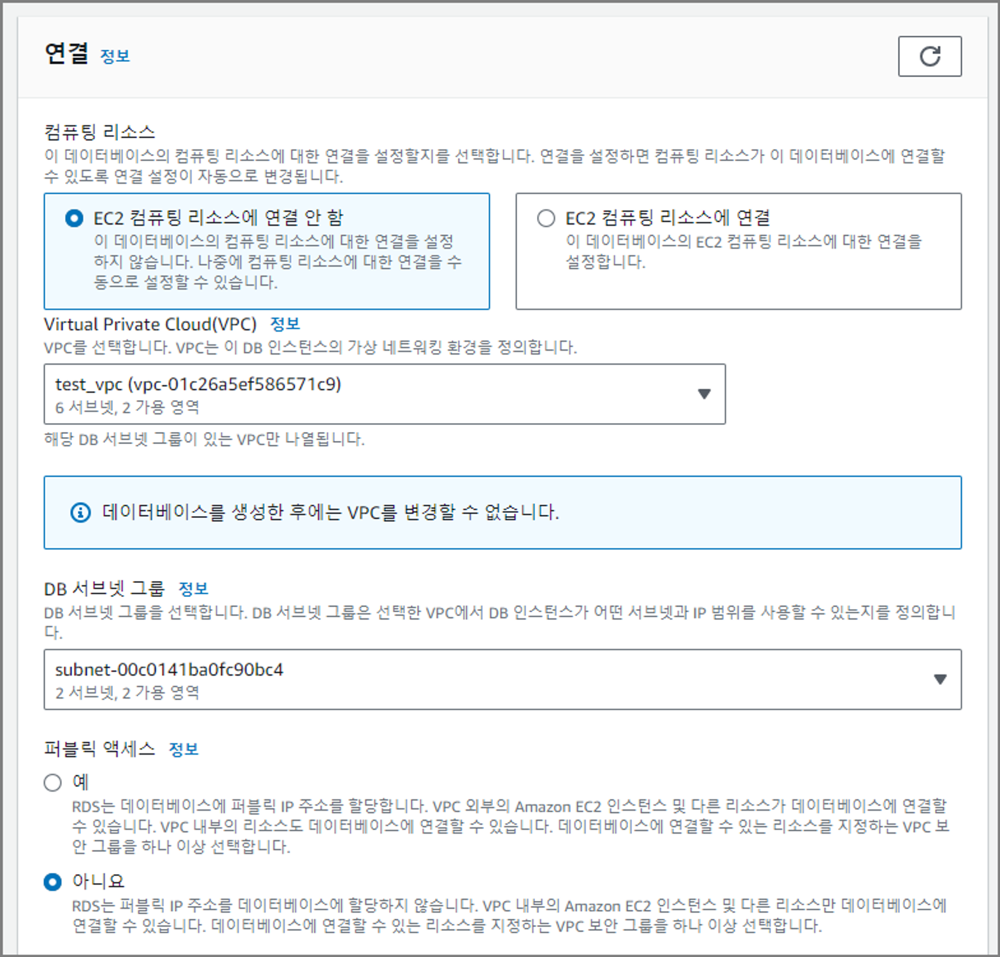 연결 정보
컴퓨팅 리소스
이 데이터베이스의 컴퓨팅 리소스에 대한 연결을 설정할지를 선택합니다. 연결을 설정하면 컴퓨팅 리소스가 이 데이터베이스에 연결할
수 있도록 연결 설정이 자동으로 변경됩니다.
EC2 컴퓨팅 리소스에 연결 안 함
이 데이터베이스의 컴퓨팅 리소스에 대한 연결을 설정
하지 않습니다. 나중에 컴퓨팅 리소스에 대한 연결을 수
동으로 설정할 수 있습니다.
EC2 컴퓨팅 리소스에 연결
이 데이터베이스의 EC2 컴퓨팅 리소스에 대한 연결을
설정합니다.
Virtual Private Cloud(VPC) 정보
VPC를 선택합니다. VPC는 이 DB 인스턴스의 가상 네트워킹 환경을 정의합니다.
test_vpc (vpc-01c26a5ef586571c9)
6 서브넷, 2 가용 영역
해당 DB 서브넷 그룹이 있는 VPC만 나열됩니다.
데이터베이스를 생성한 후에는 VPC를 변경할 수 없습니다.
DB 서브넷 그룹 정보
DB 서브넷 그룹을 선택합니다. DB 서브넷 그룹은 선택한 VPC에서 DB 인스턴스가 어떤 서브넷과 IP 범위를 사용할 수 있는지를 정의합니
다.
subnet-00c0141ba0fc90bc4
2 서브넷, 2 가용 영역
퍼블릭 액세스 정보
예
RDS는 데이터베이스에 퍼블릭 IP 주소를 할당합니다. VPC 외부의 Amazon EC2 인스턴스 및 다른 리소스가 데이터베이스에 연결할
수 있습니다. VPC 내부의 리소스도 데이터베이스에 연결할 수 있습니다. 데이터베이스에 연결할 수 있는 리소스를 지정하는 VPC 보
안 그룹을 하나 이상 선택합니다.
아니요
RDS는 퍼블릭 IP 주소를 데이터베이스에 할당하지 않습니다. VPC 내부의 Amazon EC2 인스턴스 및 다른 리소스만 데이터베이스에
연결할 수 있습니다. 데이터베이스에 연결할 수 있는 리소스를 지정하는 VPC 보안 그룹을 하나 이상 선택합니다.